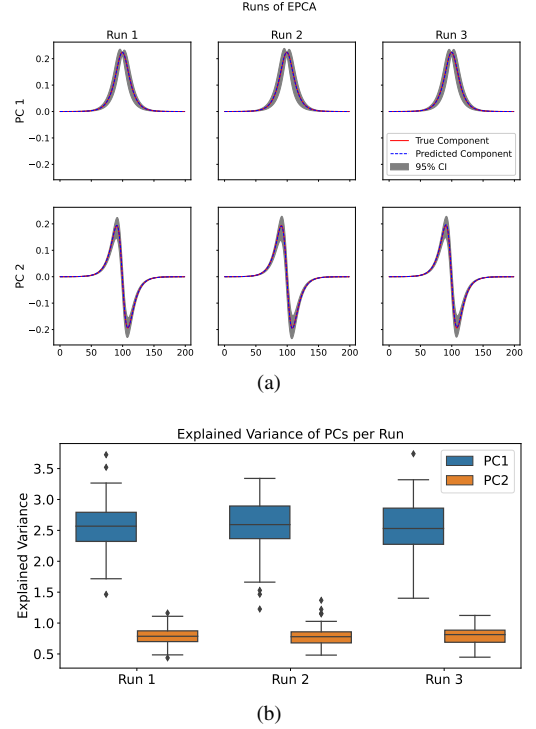 Runs of EPCA
Run 1 Run 2 Run 3
PC 1
0.2
0.1
0.0
−0.1
−0.2
True Component
Predicted Component
95% CI
PC 2
0.2
0.1
0.0
−0.1
−0.2
0 50 100 150 200 0 50 100 150 200 0 50 100 150 200
(a)
Explained Variance of PCs per Run
Explained Variance
3.5
3.0
2.5
2.0
1.5
1.0
0.5
PC1
PC2
Run 1 Run 2 Run 3
(b)